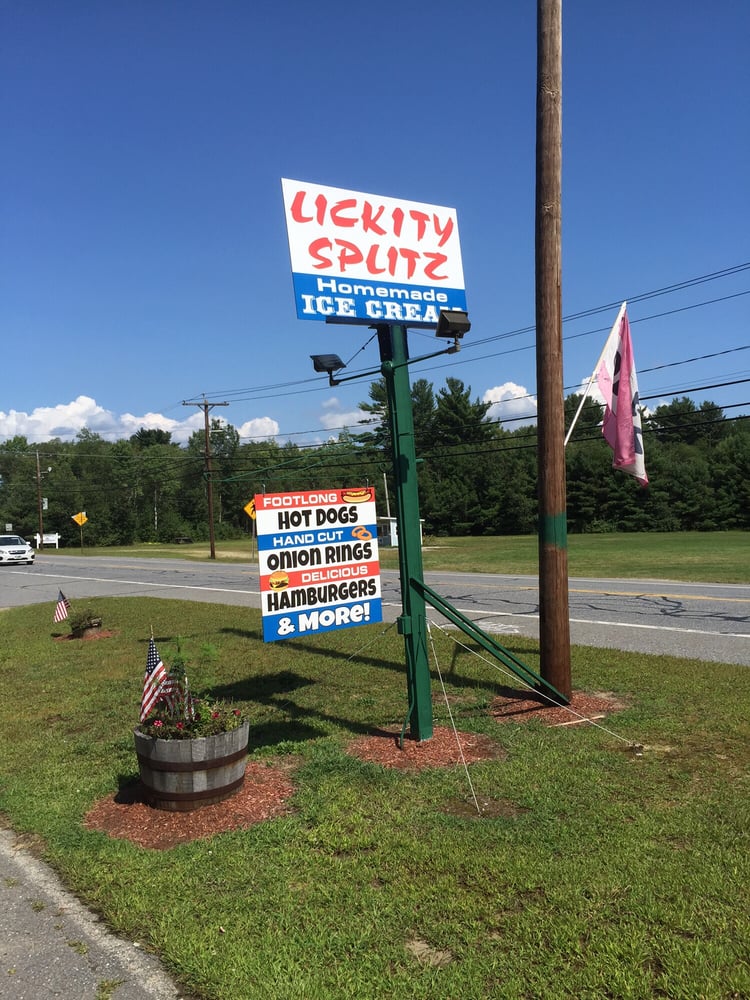 LICKITY
SPLITZ
Homemade
ICE CREAM
FOOTLONG
HOT DOGS
HAND CUT
ONION RINGS
DELICIOUS
HAMBURGERS
& MORE!